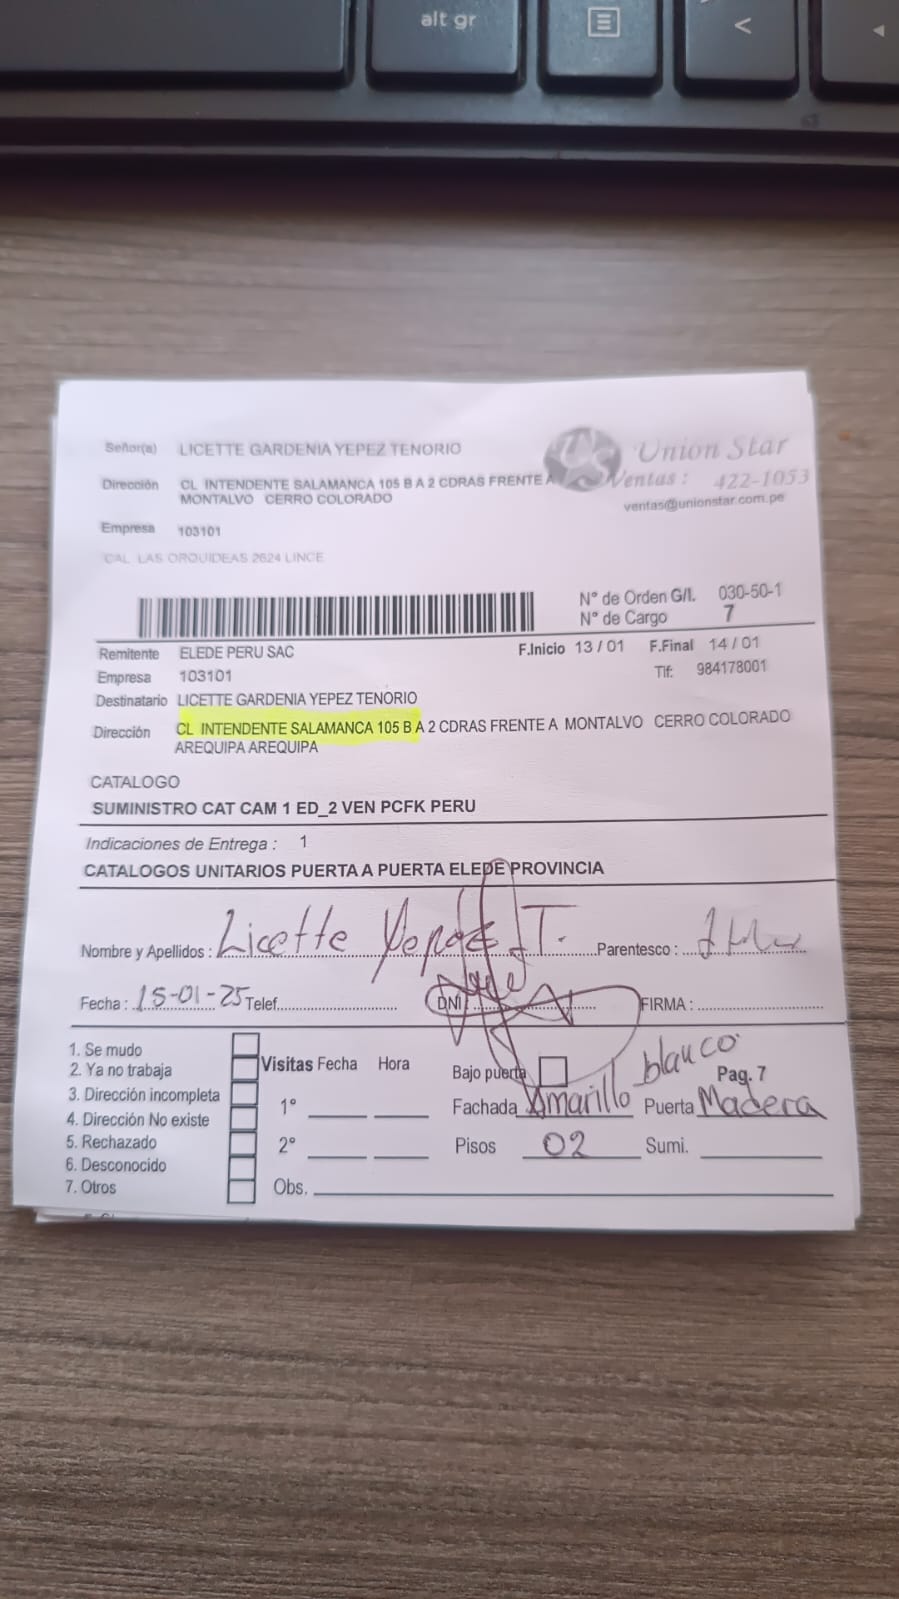 alt gr
<
Señor(a) LICETTE GARDENIA YEPEZ TENORIO
Union Star
Dirección CL INTENDENTE SALAMANCA 105 B A 2 CDRAS FRENTE A
Ventas: 422-1053
MONTALVO CERRO COLORADO
ventas@unionstar.com.pe
Empresa 103101
CAL LAS ORQUIDEAS 2624 LINCE
N° de Orden G/I. 030-50-1
N° de Cargo 7
Remitente ELEDE PERU SAC F.Inicio 13 / 01 F.Final 14 / 01
Empresa 103101 Tlf: 984178001
Destinatario LICETTE GARDENIA YEPEZ TENORIO
Dirección CL INTENDENTE SALAMANCA 105 B A 2 CDRAS FRENTE A MONTALVO CERRO COLORADO
AREQUIPA AREQUIPA
CATALOGO
SUMINISTRO CAT CAM 1 ED_2 VEN PCFK PERU
Indicaciones de Entrega : 1
CATALOGOS UNITARIOS PUERTA A PUERTA ELEDE PROVINCIA
Nombre y Apellidos : Licette Yepez T. Parentesco :
Fecha : 15-01-25 Telef. DNI FIRMA :
1. Se mudo
2. Ya no trabaja
3. Dirección incompleta
4. Dirección No existe
5. Rechazado
6. Desconocido
7. Otros
Visitas Fecha Hora
1°
2°
Obs.
Bajo puerta blanco Pag. 7
Fachada Amarillo Puerta Madera
Pisos 02 Sumi.